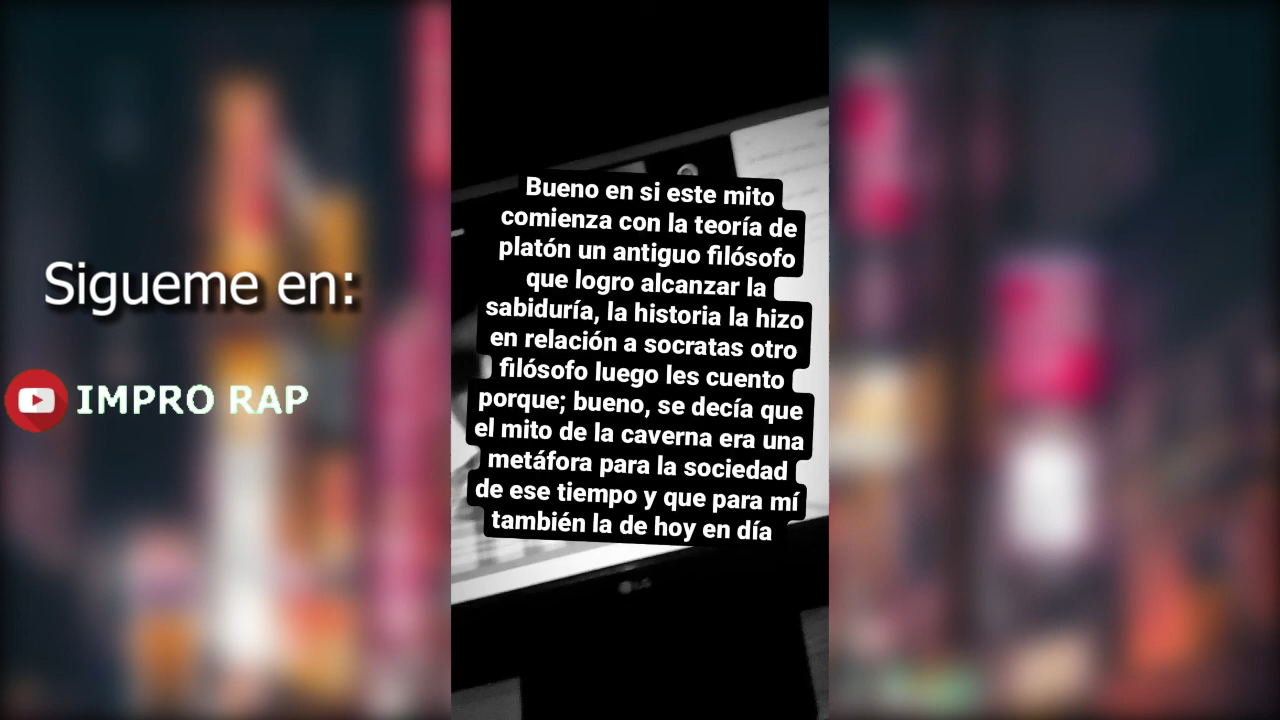 Sigueme en:
IMPRO RAP
Bueno en si este mito
comienza con la teoría de
platón un antiguo filósofo
que logro alcanzar la
sabiduría, la historia la hizo
en relación a socratas otro
filósofo luego les cuento
porque; bueno, se decía que
el mito de la caverna era una
metáfora para la sociedad
de ese tiempo y que para mí
también la de hoy en día
LG